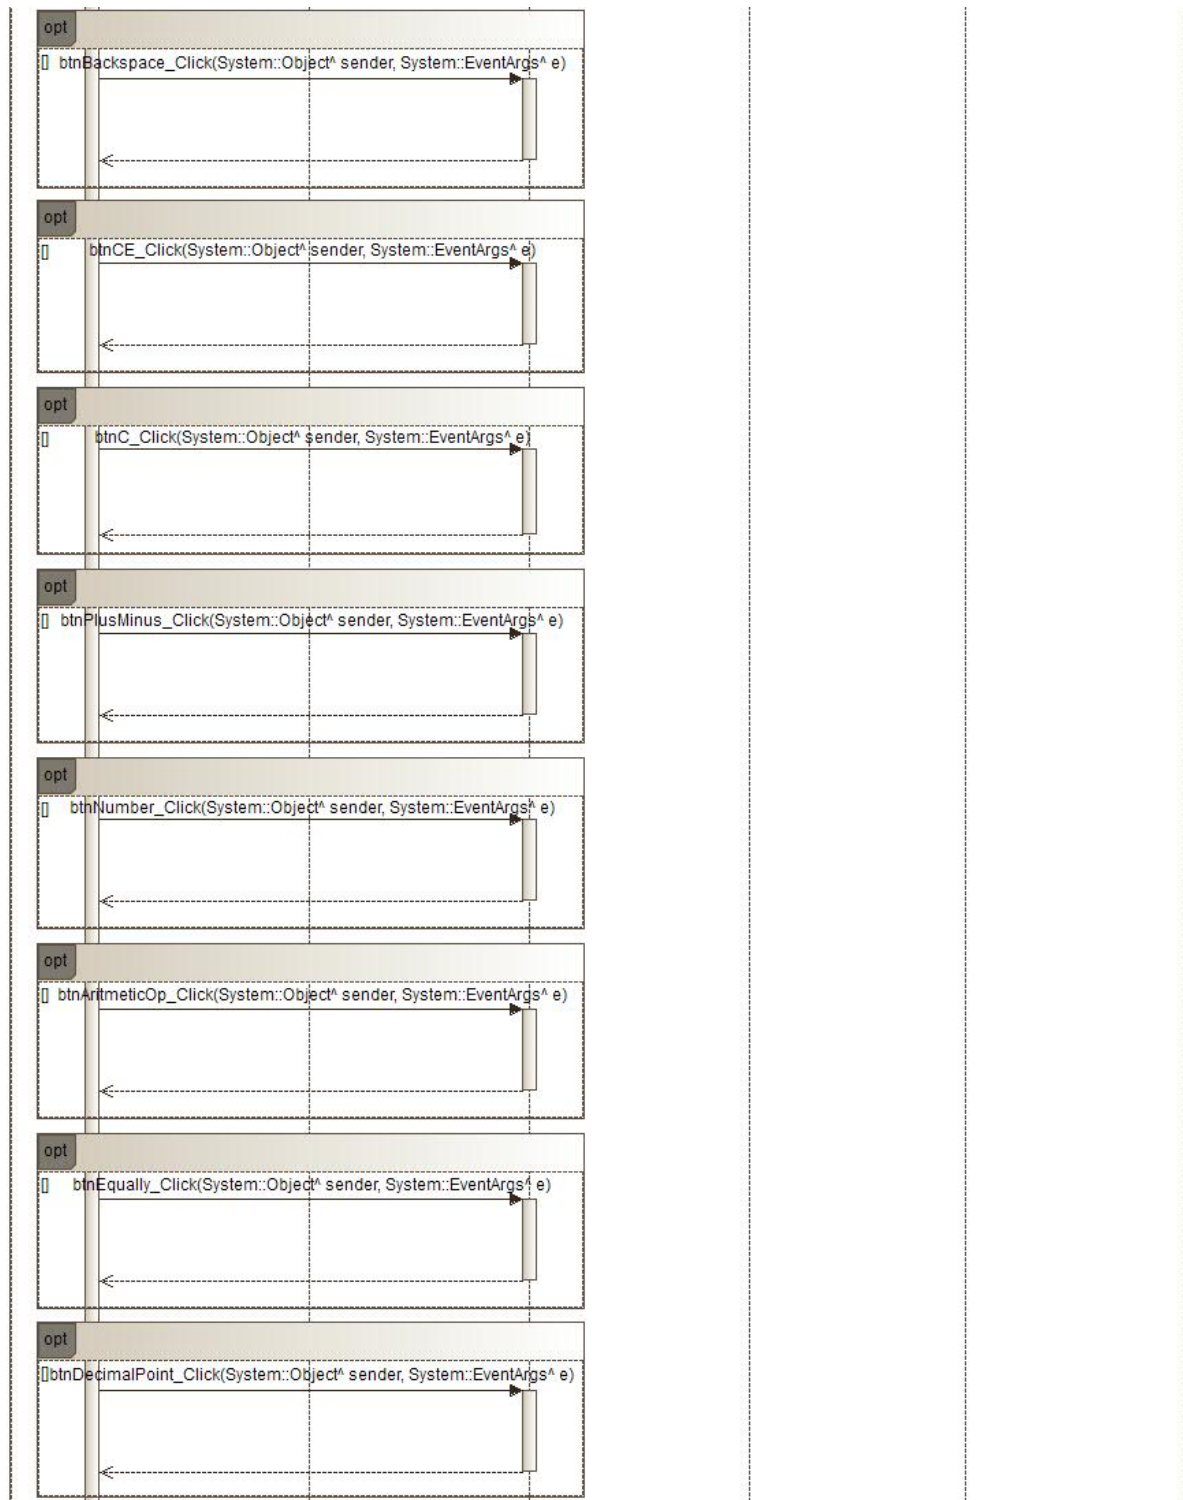 opt
[] btnBackspace_Click(System::Object^ sender, System::EventArgs^ e)
opt
[] btnCE_Click(System::Object^ sender, System::EventArgs^ e)
opt
[] btnC_Click(System::Object^ sender, System::EventArgs^ e)
opt
[] btnPlusMinus_Click(System::Object^ sender, System::EventArgs^ e)
opt
[] btnNumber_Click(System::Object^ sender, System::EventArgs^ e)
opt
[] btnAritmeticOp_Click(System::Object^ sender, System::EventArgs^ e)
opt
[] btnEqually_Click(System::Object^ sender, System::EventArgs^ e)
opt
[]btnDecimalPoint_Click(System::Object^ sender, System::EventArgs^ e)